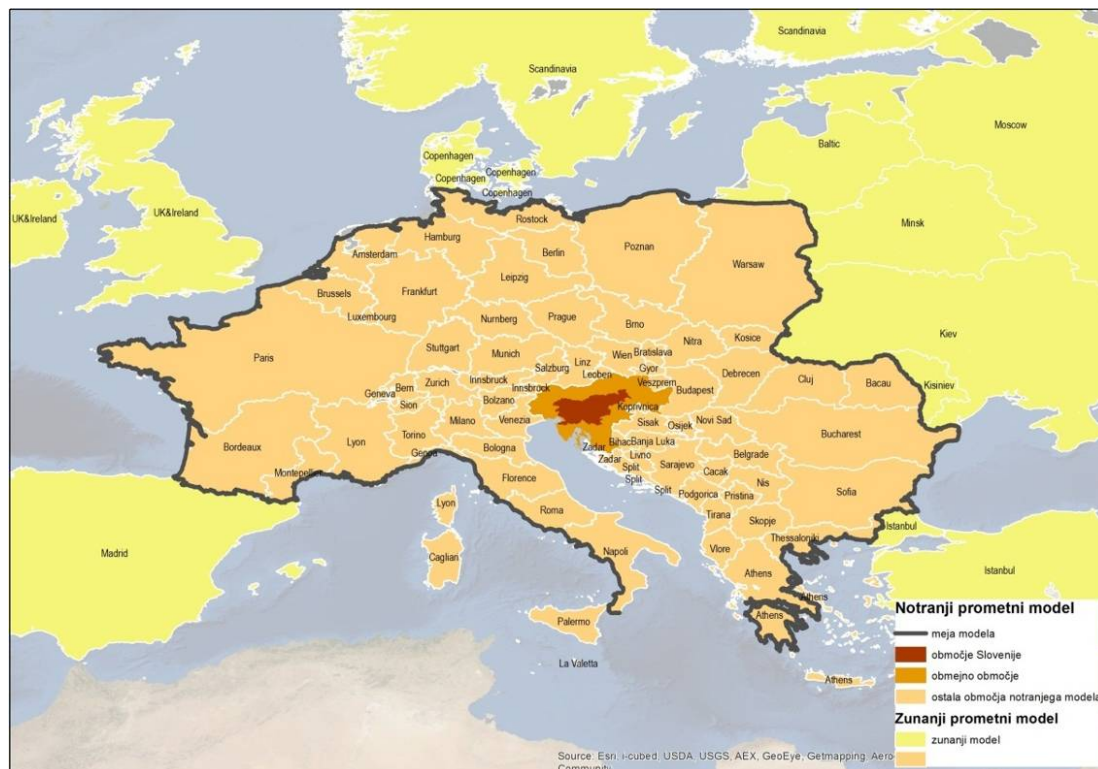 Scandinavia
Scandinavia
Moscow
Baltic
Copenhagen
Copenhagen
Copenhagen
Copenhagen
UK&Ireland
UK&Ireland
Minsk
Rostock
Hamburg
Poznan
Berlin
Amsterdam
Warsaw
Leipzig
Brussels
Frankfurt
Luxembourg
Nurnberg
Prague
Brno
Kiev
Kosice
Nitra
Stuttgart
Munich
Wien
Bratislava
Paris
Linz
Salzburg
Gyor
Leoben
Debrecen
Cluj
Bacau
Kisiniev
Zurich
Innsbruck
Innsbrock
Veszprem
Budapest
Bern
Geneva
Sion
Bolzano
Koprivnica
Milano
Venezia
Sisak
Osijek
Novi Sad
Bucharest
Torino
Bordeaux
Lyon
Bologna
Zadar
Bihac
Banja Luka
Genoa
Zadar
Livno
Belgrade
Split
Sarajevo
Cacak
Montepellier
Florence
Split
Nis
Sofia
Split
Podgorica
Pristina
Lyon
Roma
Tirana
Skopje
Istanbul
Thessaloniki
Madrid
Caglian
Napoli
Vlore
Athens
Istanbul
Athens
Athens
Palermo
La Valetta
Athens
Notranji prometni model
meja modela
območje Slovenije
obmejno območje
ostala območja notranjega modela
Zunanji prometni model
zunanji model
Source: Esri, i-cubed, USDA, USGS, AEX, GeoEye, Getmapping, Aero
Community